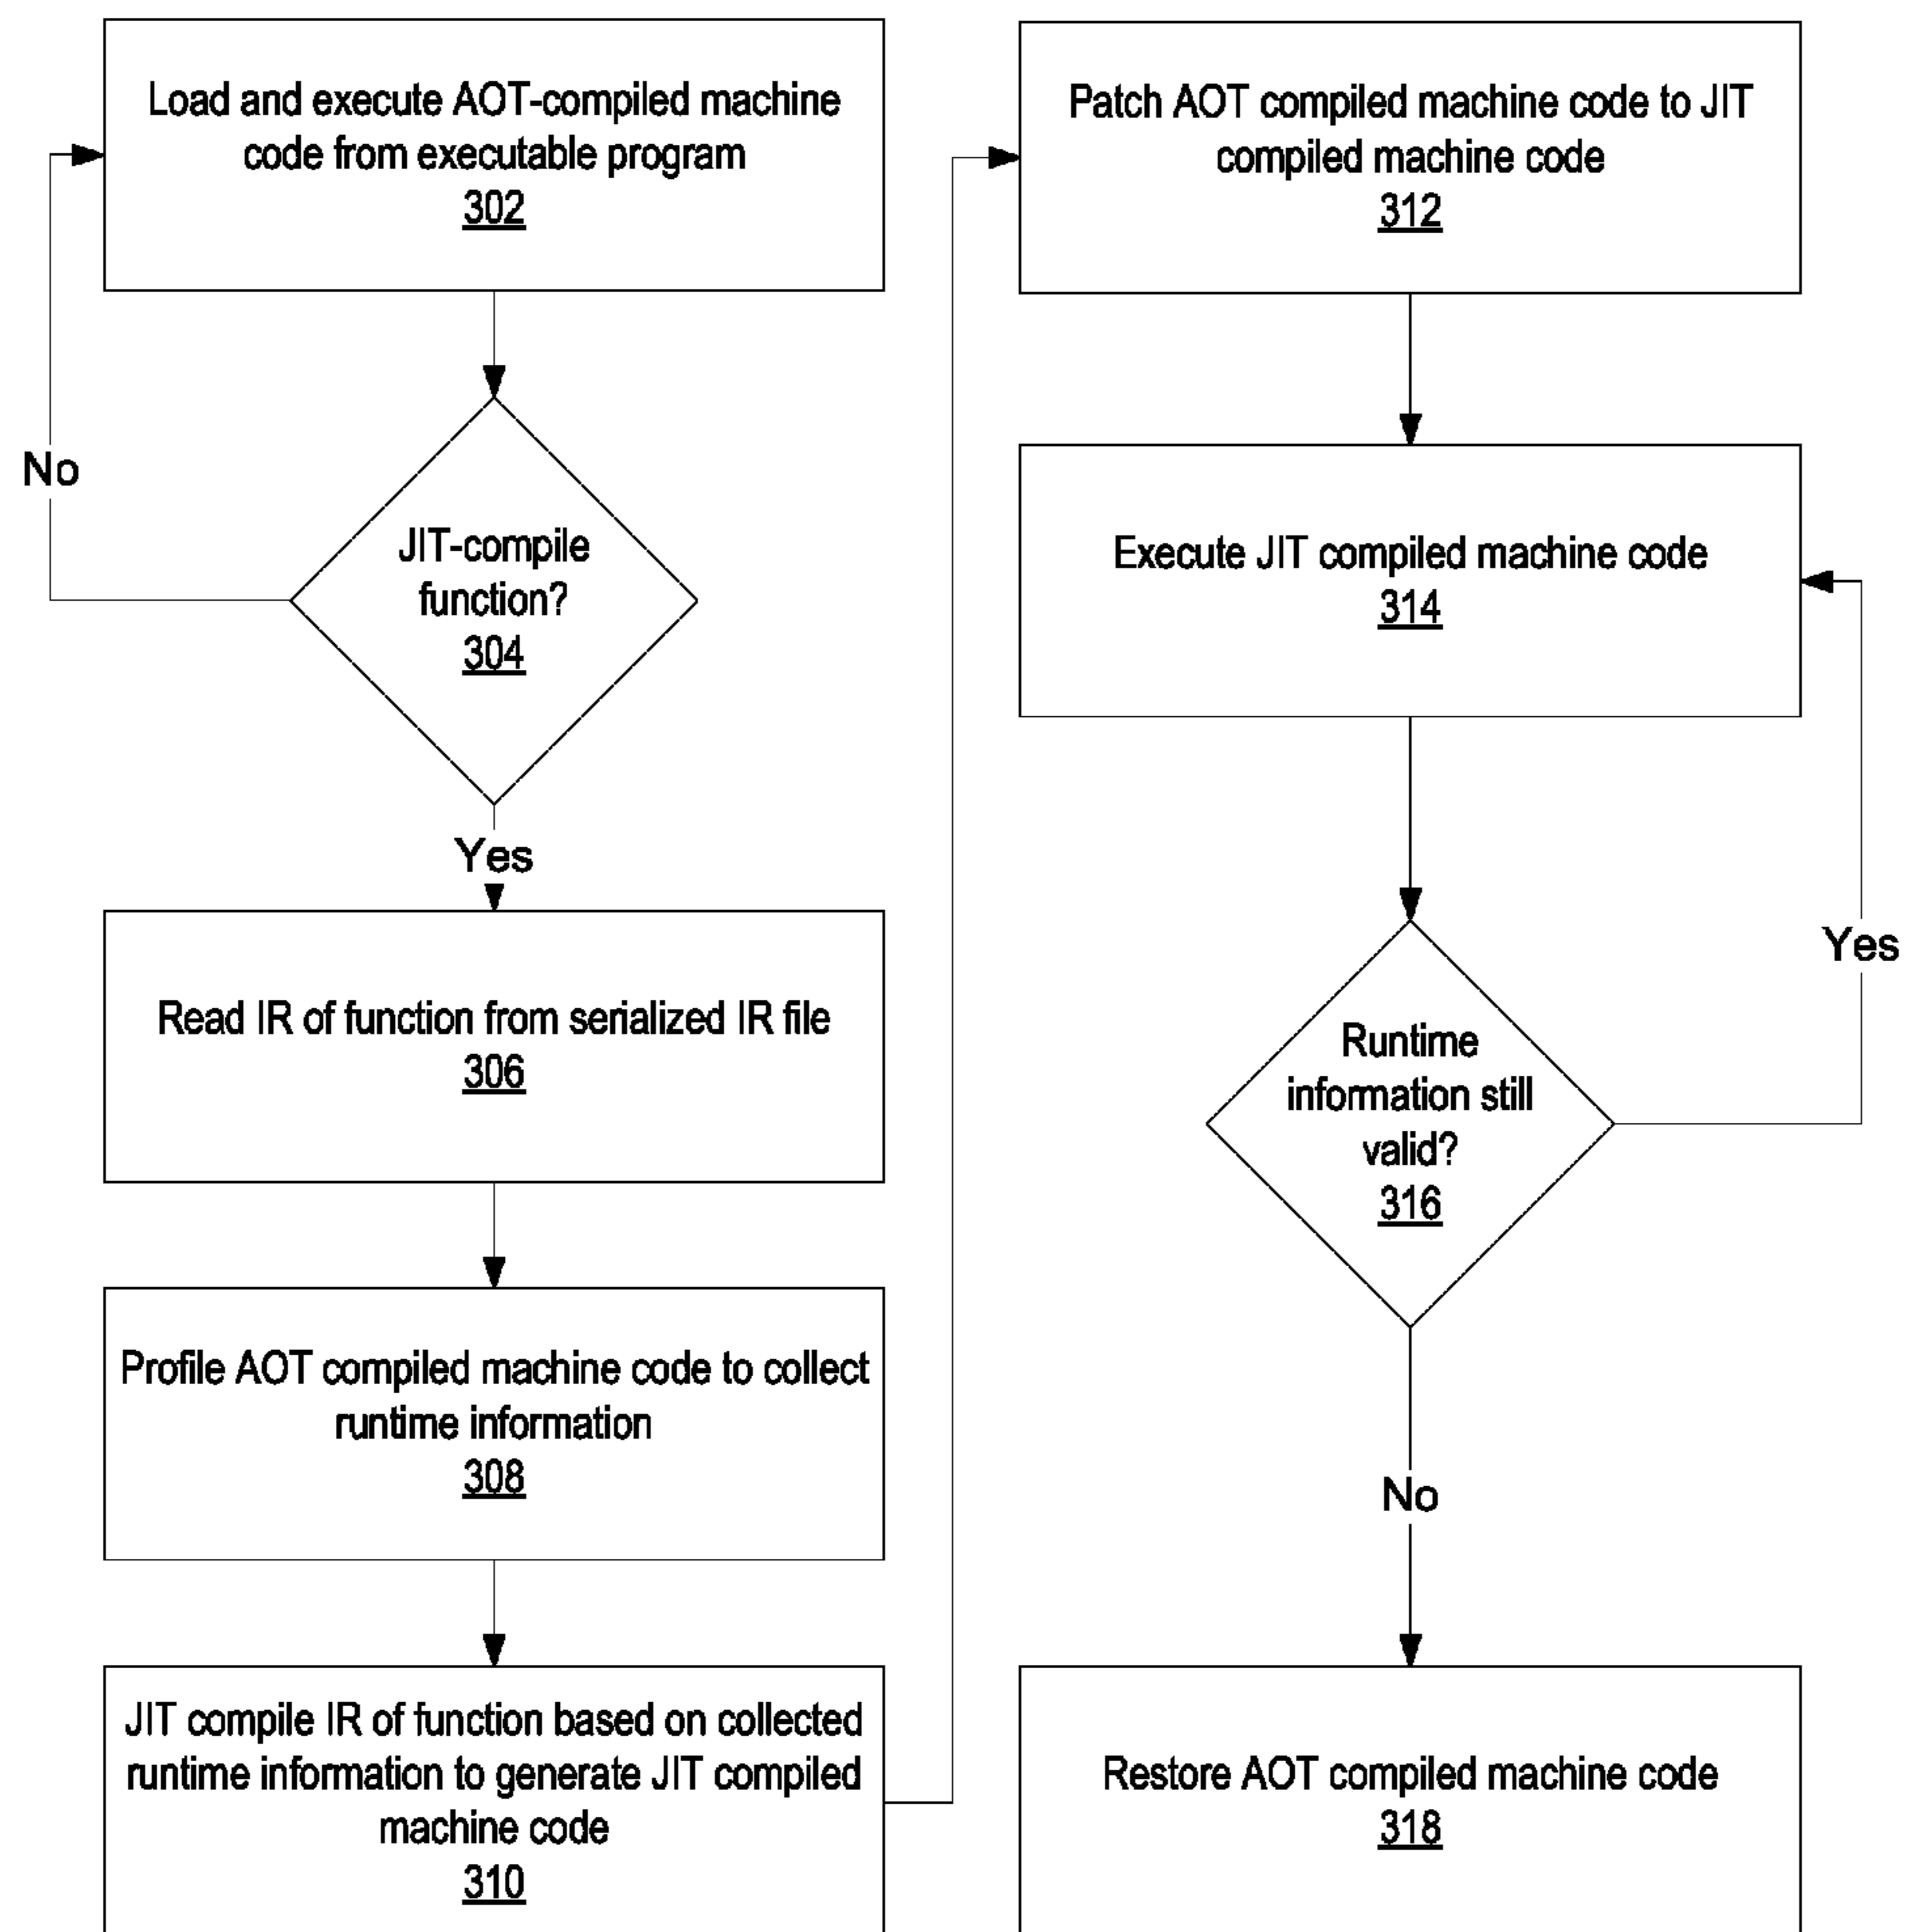 Load and execute AOT-compiled machine
code from executable program
302
No
JIT-compile
function?
304
Yes
Read IR of function from serialized IR file
306
Profile AOT compiled machine code to collect
runtime information
308
JIT compile IR of function based on collected
runtime information to generate JIT compiled
machine code
310
Patch AOT compiled machine code to JIT
compiled machine code
312
Execute JIT compiled machine code
314
Yes
Runtime
information still
valid?
316
No
Restore AOT compiled machine code
318